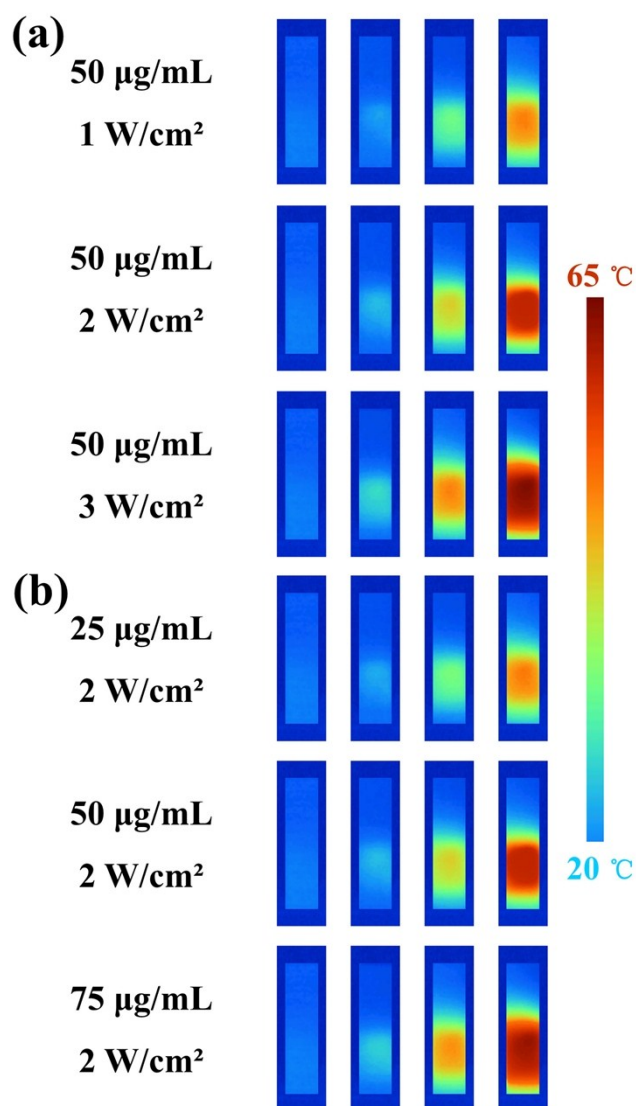 (a)
50 μg/mL
1 W/cm²
50 μg/mL
2 W/cm²
65 ℃
50 μg/mL
3 W/cm²
(b)
25 μg/mL
2 W/cm²
50 μg/mL
2 W/cm²
20 ℃
75 μg/mL
2 W/cm²